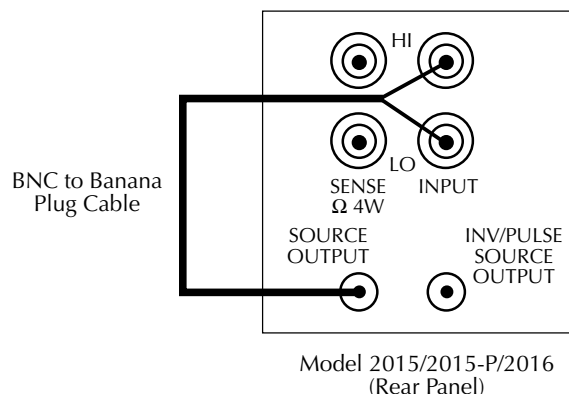 HI
LO
BNC to Banana
Plug Cable
SENSE
Ω 4W
INPUT
SOURCE
OUTPUT
INV/PULSE
SOURCE
OUTPUT
Model 2015/2015-P/2016
(Rear Panel)